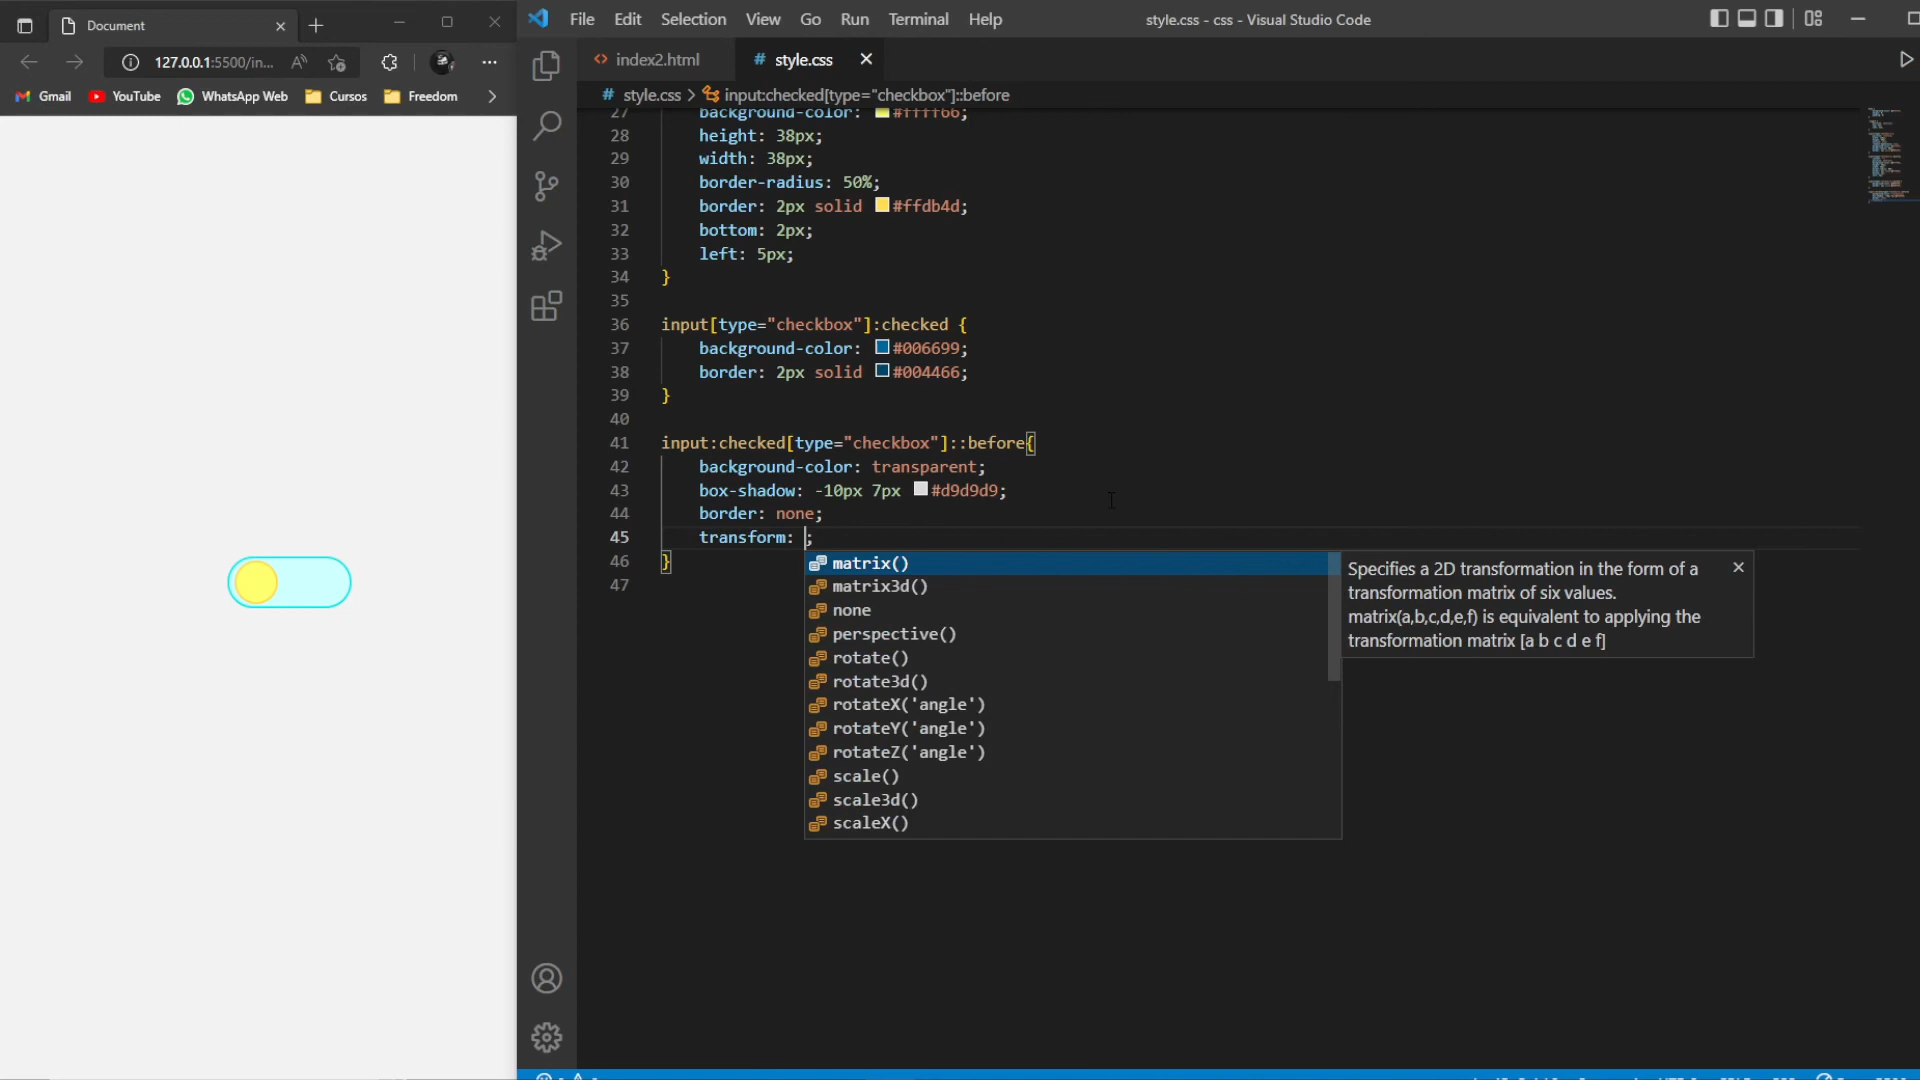 Document
File Edit Selection View Go Run Terminal Help
style.css - css - Visual Studio Code
127.0.0.1:5500/in...
Gmail YouTube WhatsApp Web Cursos Freedom
index2.html
# style.css
# style.css > input:checked[type="checkbox"]::before
27 background-color: #ffff66;
28 height: 38px;
29 width: 38px;
30 border-radius: 50%;
31 border: 2px solid #ffdb4d;
32 bottom: 2px;
33 left: 5px;
34 }
35
36 input[type="checkbox"]:checked {
37 background-color: #006699;
38 border: 2px solid #004466;
39 }
40
41 input:checked[type="checkbox"]::before{
42 background-color: transparent;
43 box-shadow: -10px 7px #d9d9d9;
44 border: none;
45 transform: ;
46 }
47
matrix()
matrix3d()
none
perspective()
rotate()
rotate3d()
rotateX('angle')
rotateY('angle')
rotateZ('angle')
scale()
scale3d()
scaleX()
Specifies a 2D transformation in the form of a
transformation matrix of six values.
matrix(a,b,c,d,e,f) is equivalent to applying the
transformation matrix [a b c d e f]